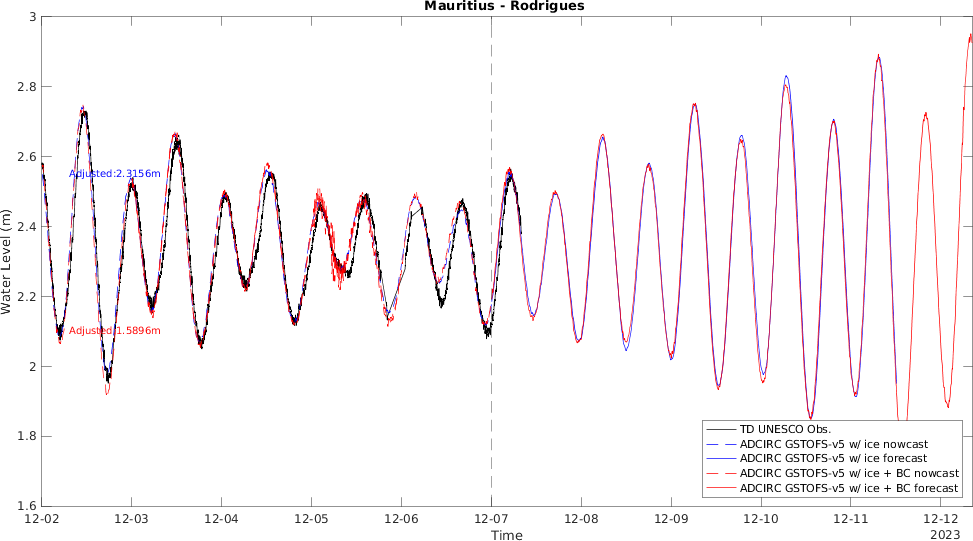 Mauritius - Rodrigues
Water Level (m)
3
2.8
2.6
2.4
2.2
2
1.8
1.6
Adjusted:2.3156m
Adjusted:1.5896m
TD UNESCO Obs.
ADCIRC GSTOFS-v5 w/ ice nowcast
ADCIRC GSTOFS-v5 w/ ice forecast
ADCIRC GSTOFS-v5 w/ ice + BC nowcast
ADCIRC GSTOFS-v5 w/ ice + BC forecast
12-02 12-03 12-04 12-05 12-06 12-07 12-08 12-09 12-10 12-11 12-12
2023
Time